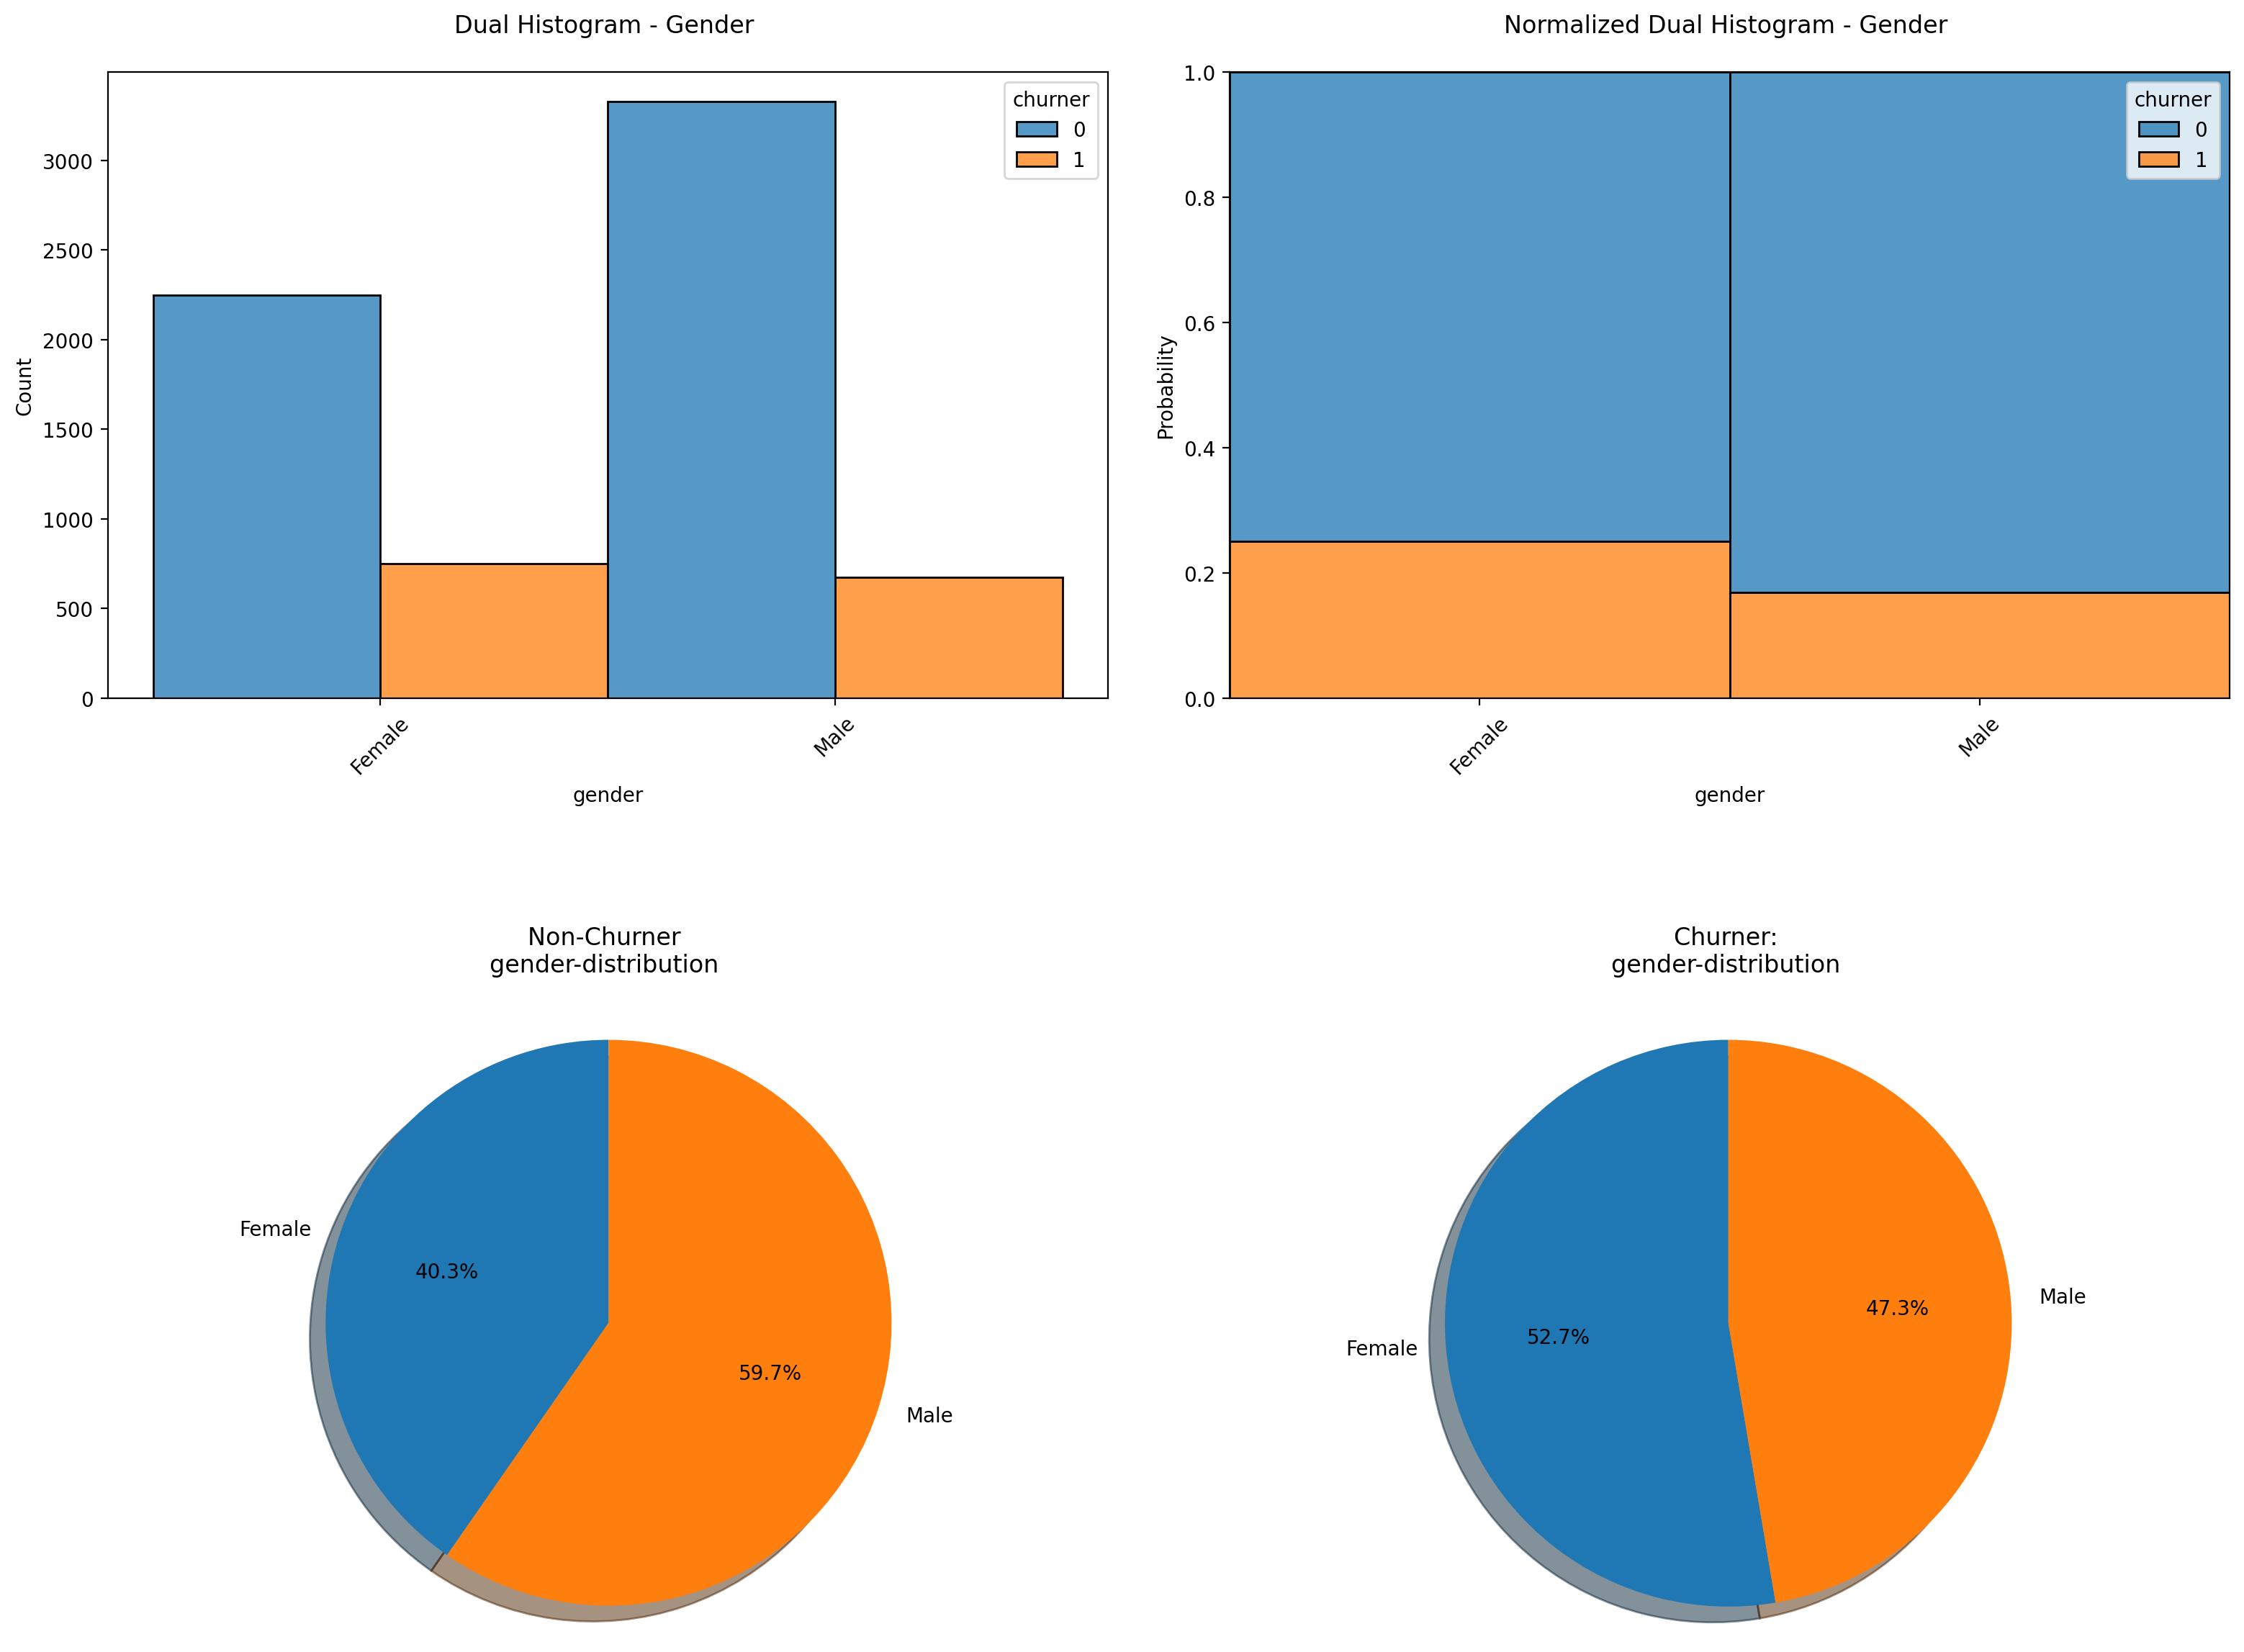 Dual Histogram - Gender
churner
0
1
3000
2500
2000
1500
1000
500
0
Count
Female
Male
gender
Normalized Dual Histogram - Gender
churner
0
1
1.0
0.8
0.6
0.4
0.2
0.0
Probability
Female
Male
gender
Non-Churner
gender-distribution
Female
40.3%
59.7%
Male
Churner:
gender-distribution
Female
52.7%
47.3%
Male